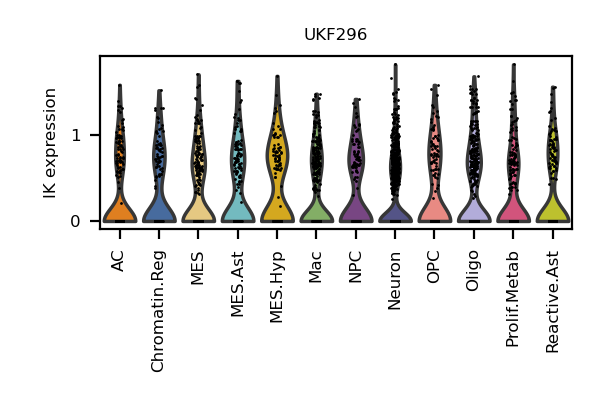 UKF296
IK expression
1
0
AC
Chromatin.Reg
MES
MES.Ast
MES.Hyp
Mac
NPC
Neuron
OPC
Oligo
Prolif.Metab
Reactive.Ast